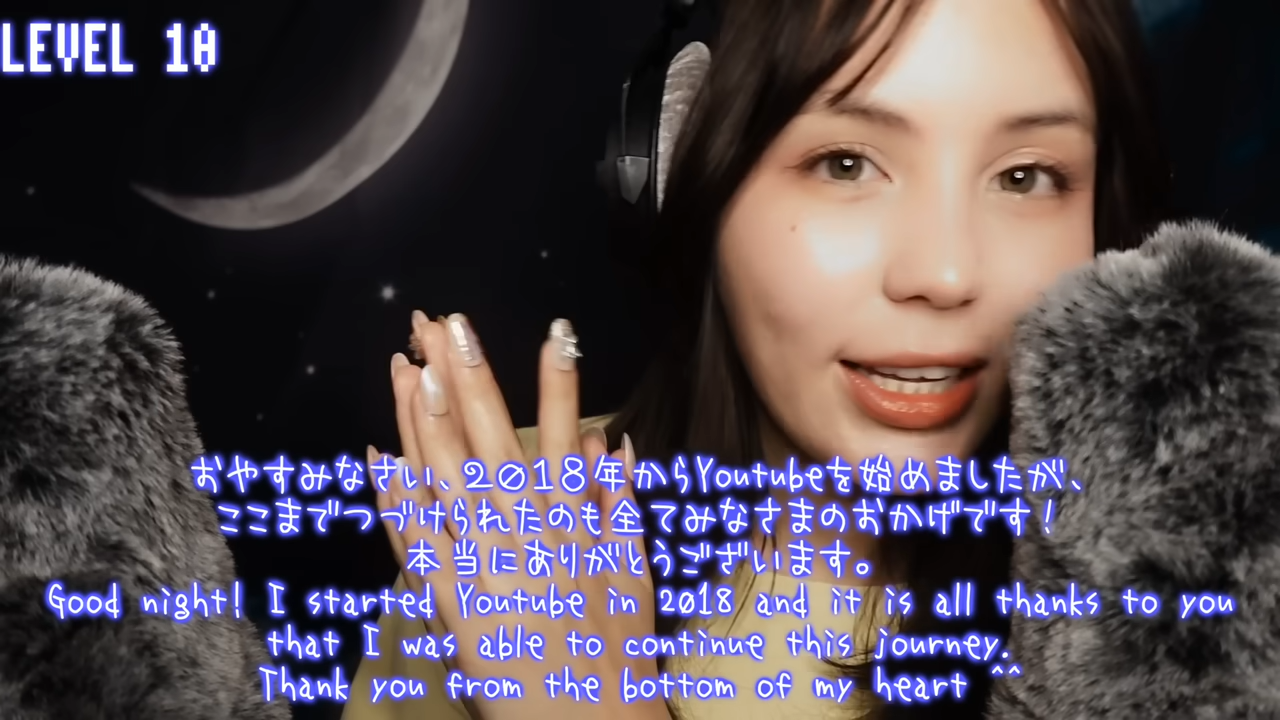 LEVEL 10
おやすみなさい、2018年からYoutubeを始めましたが、
ここまでつづけられたのも全てみなさまのおかげです！
本当にありがとうございます。
Good night! I started Youtube in 2018 and it is all thanks to you
that I was able to continue this journey.
Thank you from the bottom of my heart ^^